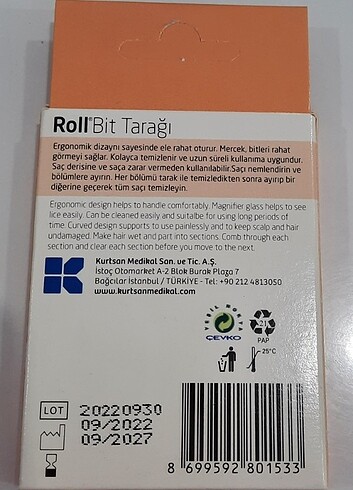 Roll® Bit Tarağı
Ergonomik dizaynı sayesinde ele rahat oturur. Mercek, bitleri rahat
görmeyi sağlar. Kolayca temizlenir ve uzun süreli kullanıma uygundur.
Saç derisine ve saça zarar vermeden kullanılabilir.Saçı nemlendirin ve
bölümlere ayırın. Her bölümü tarak ile temizledikten sonra ayırıp bir
diğerine geçerek tüm saçı temizleyin.
Ergonomic design helps to handle comfortably. Magnifier glass helps to see
lice easily. Can be cleaned easily and suitalbe for using long periods of
time. Curved design supports to use painlessly and to keep scalp and hair
undamaged. Make hair wet and part into sections. Comb through each
section and clear each section before you move to the next.
Kurtsan Medikal San. ve Tic. A.Ş.
İstoç Otomarket A-2 Blok Burak Plaza 7
Bağcılar İstanbul / TÜRKİYE - Tel: +90 212 4813050
www.kurtsanmedikal.com
ÇEVKO
21
PAP
25°C
LOT 20220930
09/2022
09/2027
8 699592 801533